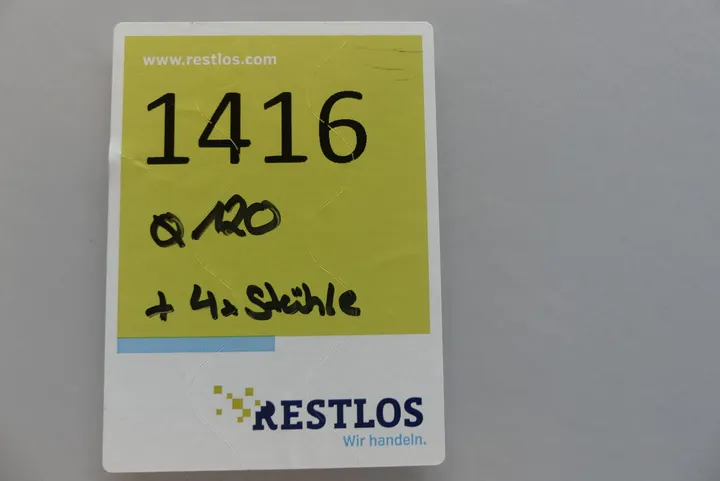 www.restlos.com
1416
Ø 120
+ 4x Stühle
RESTLOS
Wir handeln.